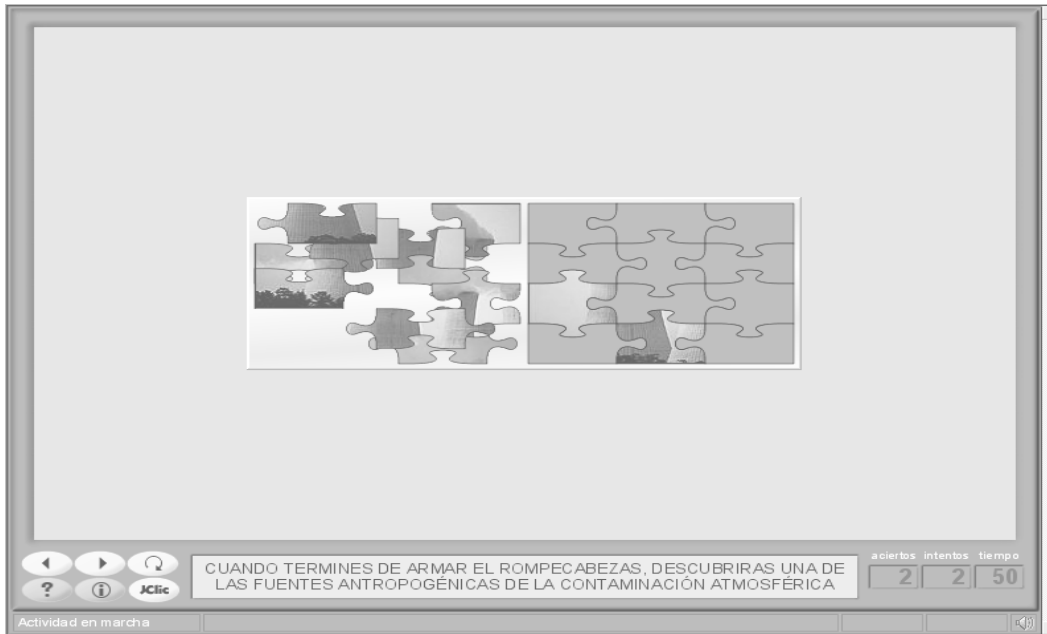 CUANDO TERMINES DE ARMAR EL ROMPECABEZAS, DESCUBRIRAS UNA DE
LAS FUENTES ANTROPOGÉNICAS DE LA CONTAMINACIÓN ATMOSFÉRICA
aciertos intentos tiempo
2 2 50
? i JClic
Actividad en marcha